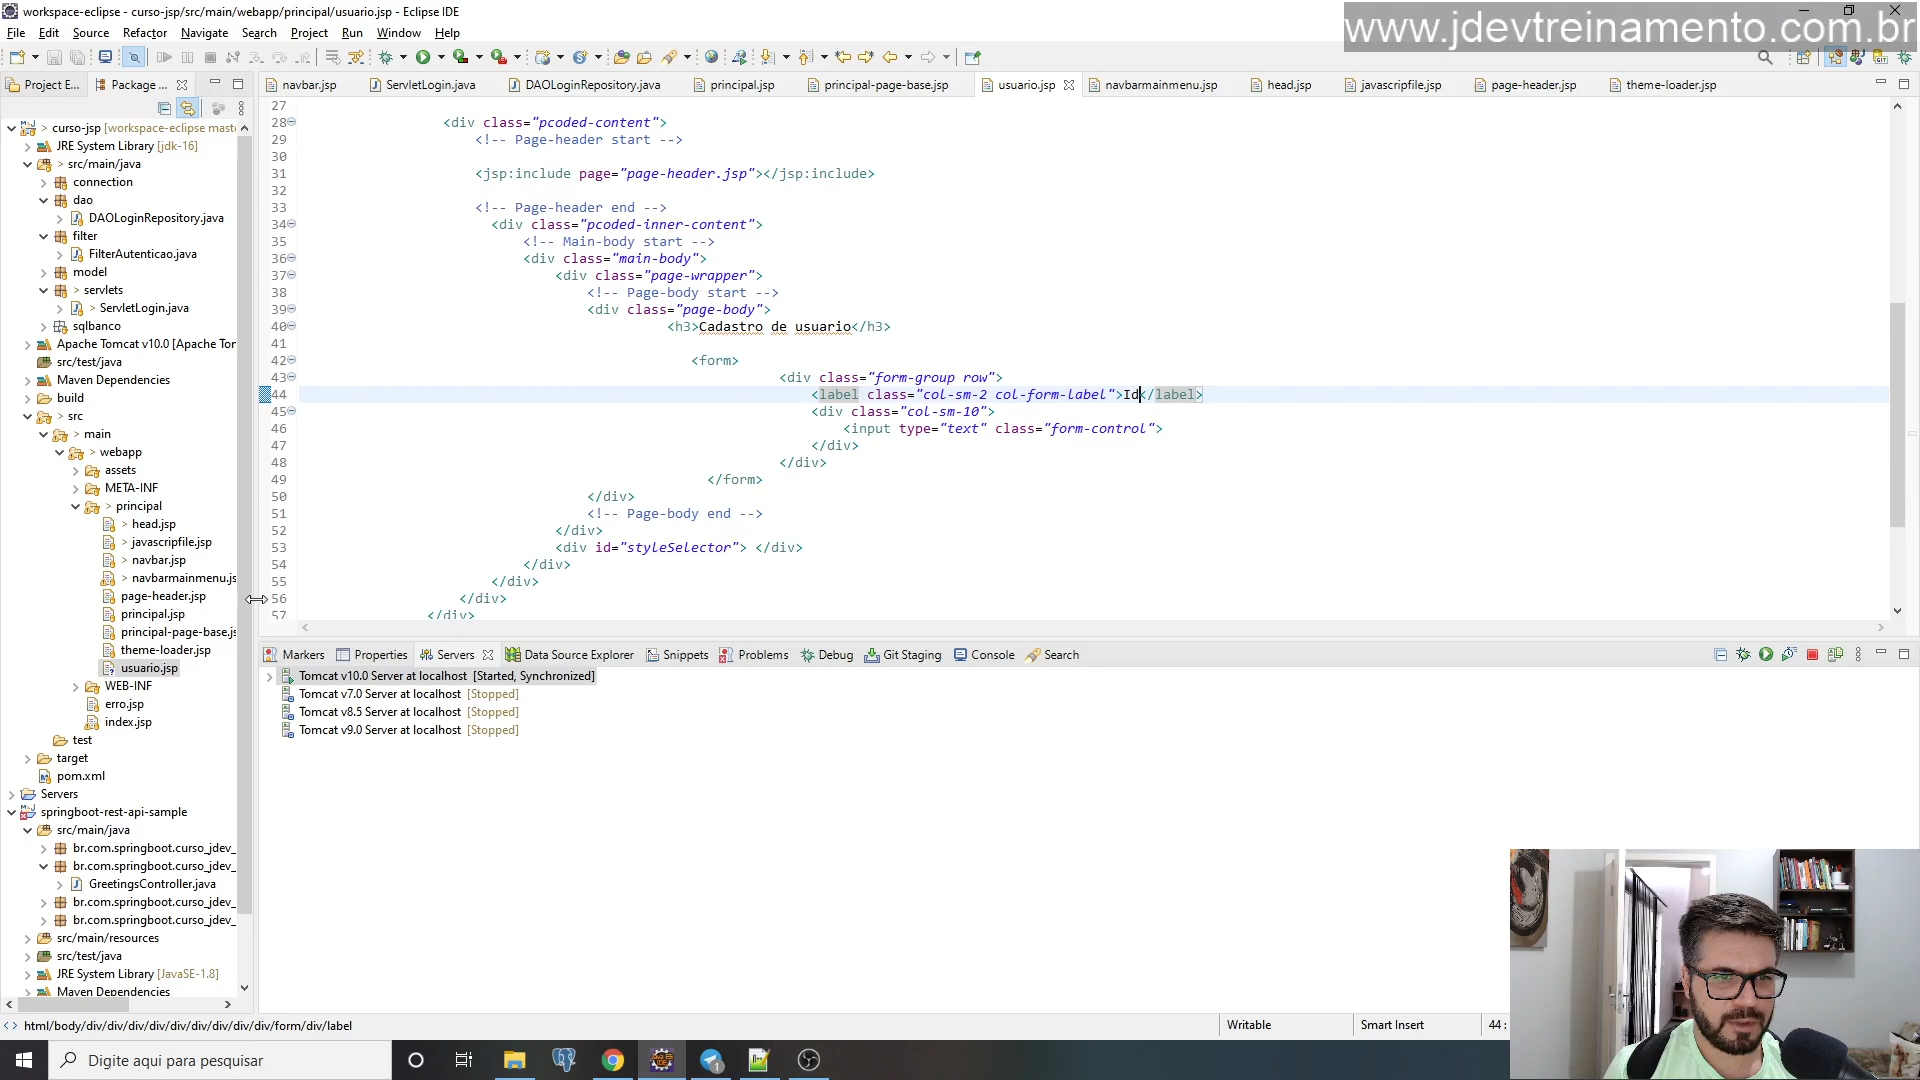 workspace-eclipse - curso-jsp/src/main/webapp/principal/usuario.jsp - Eclipse IDE
www.jdevtreinamento.com.br
File Edit Source Refactor Navigate Search Project Run Window Help
Project E... Package ...
navbar.jsp ServletLogin.java DAOLoginRepository.java principal.jsp principal-page-base.jsp usuario.jsp navbarmainmenu.jsp head.jsp javascripfile.jsp page-header.jsp theme-loader.jsp
> curso-jsp [workspace-eclipse maste
JRE System Library [jdk-16]
> src/main/java
connection
dao
DAOLoginRepository.java
filter
FilterAutenticacao.java
model
> servlets
> ServletLogin.java
sqlbanco
Apache Tomcat v10.0 [Apache Tor
src/test/java
Maven Dependencies
> build
> src
> main
> webapp
assets
META-INF
> principal
> head.jsp
> javascripfile.jsp
> navbar.jsp
> navbarmainmenu.js
page-header.jsp
principal.jsp
principal-page-base.js
theme-loader.jsp
usuario.jsp
WEB-INF
erro.jsp
index.jsp
test
target
pom.xml
Servers
springboot-rest-api-sample
src/main/java
br.com.springboot.curso_jdev_
br.com.springboot.curso_jdev_
GreetingsController.java
br.com.springboot.curso_jdev_
br.com.springboot.curso_jdev_
src/main/resources
src/test/java
JRE System Library [JavaSE-1.8]
Maven Dependencies
27
28 <div class="pcoded-content">
29 <!-- Page-header start -->
30
31 <jsp:include page="page-header.jsp"></jsp:include>
32
33 <!-- Page-header end -->
34 <div class="pcoded-inner-content">
35 <!-- Main-body start -->
36 <div class="main-body">
37 <div class="page-wrapper">
38 <!-- Page-body start -->
39 <div class="page-body">
40 <h3>Cadastro de usuario</h3>
41
42 <form>
43 <div class="form-group row">
44 <label class="col-sm-2 col-form-label">Id</label>
45 <div class="col-sm-10">
46 <input type="text" class="form-control">
47 </div>
48 </div>
49 </form>
50 </div>
51 <!-- Page-body end -->
52 </div>
53 <div id="styleSelector"> </div>
54 </div>
55 </div>
56 </div>
57 </div>
Markers Properties Servers Data Source Explorer Snippets Problems Debug Git Staging Console Search
Tomcat v10.0 Server at localhost [Started, Synchronized]
Tomcat v7.0 Server at localhost [Stopped]
Tomcat v8.5 Server at localhost [Stopped]
Tomcat v9.0 Server at localhost [Stopped]
html/body/div/div/div/div/div/div/div/div/div/form/div/label
Writable Smart Insert 44 :
Digite aqui para pesquisar
1